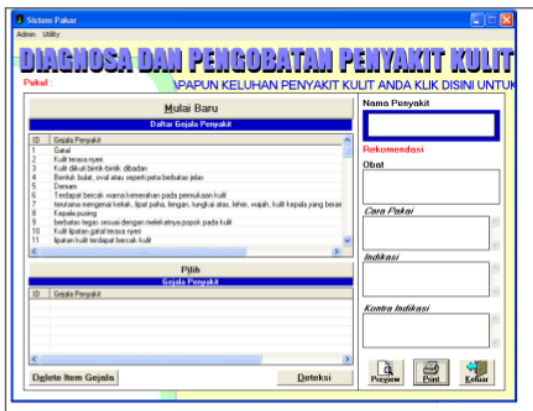 Sistem Pakar
Admin Utility
DIAGNOSA DAN PENGOBATAN PENYAKIT KULIT
Pukul :
APAPUN KELUHAN PENYAKIT KULIT ANDA KLIK DISINI UNTUK
Mulai Baru
Daftar Gejala Penyakit
ID Gejala Penyakit
1 Gatal
2 Kulit terasa nyeri
3 Kulit diikuti bintik-bintik dibadan
4 Bentuk bulat, oval atau seperti peta berbatas jelas
5 Demam
6 Terdapat bercak warna kemerahan pada permukaan kulit
7 terutama mengenai ketiak, lipat paha, lengan, tungkai atas, leher, wajah, kulit kepala yang beram
8 Kepala pusing
9 berbatas tegas sesuai dengan melekatnya popok pada kulit
10 Kulit lipatan gatal terasa nyeri
11 lipatan kulit terdapat bercak kulit
Pilih
Gejala Penyakit
ID Gejala Penyakit
Delete Item Gejala
Deteksi
Nama Penyakit
Rekomendasi
Obat
Cara Pakai
Indikasi
Kontra Indikasi
Preview
Print
Keluar